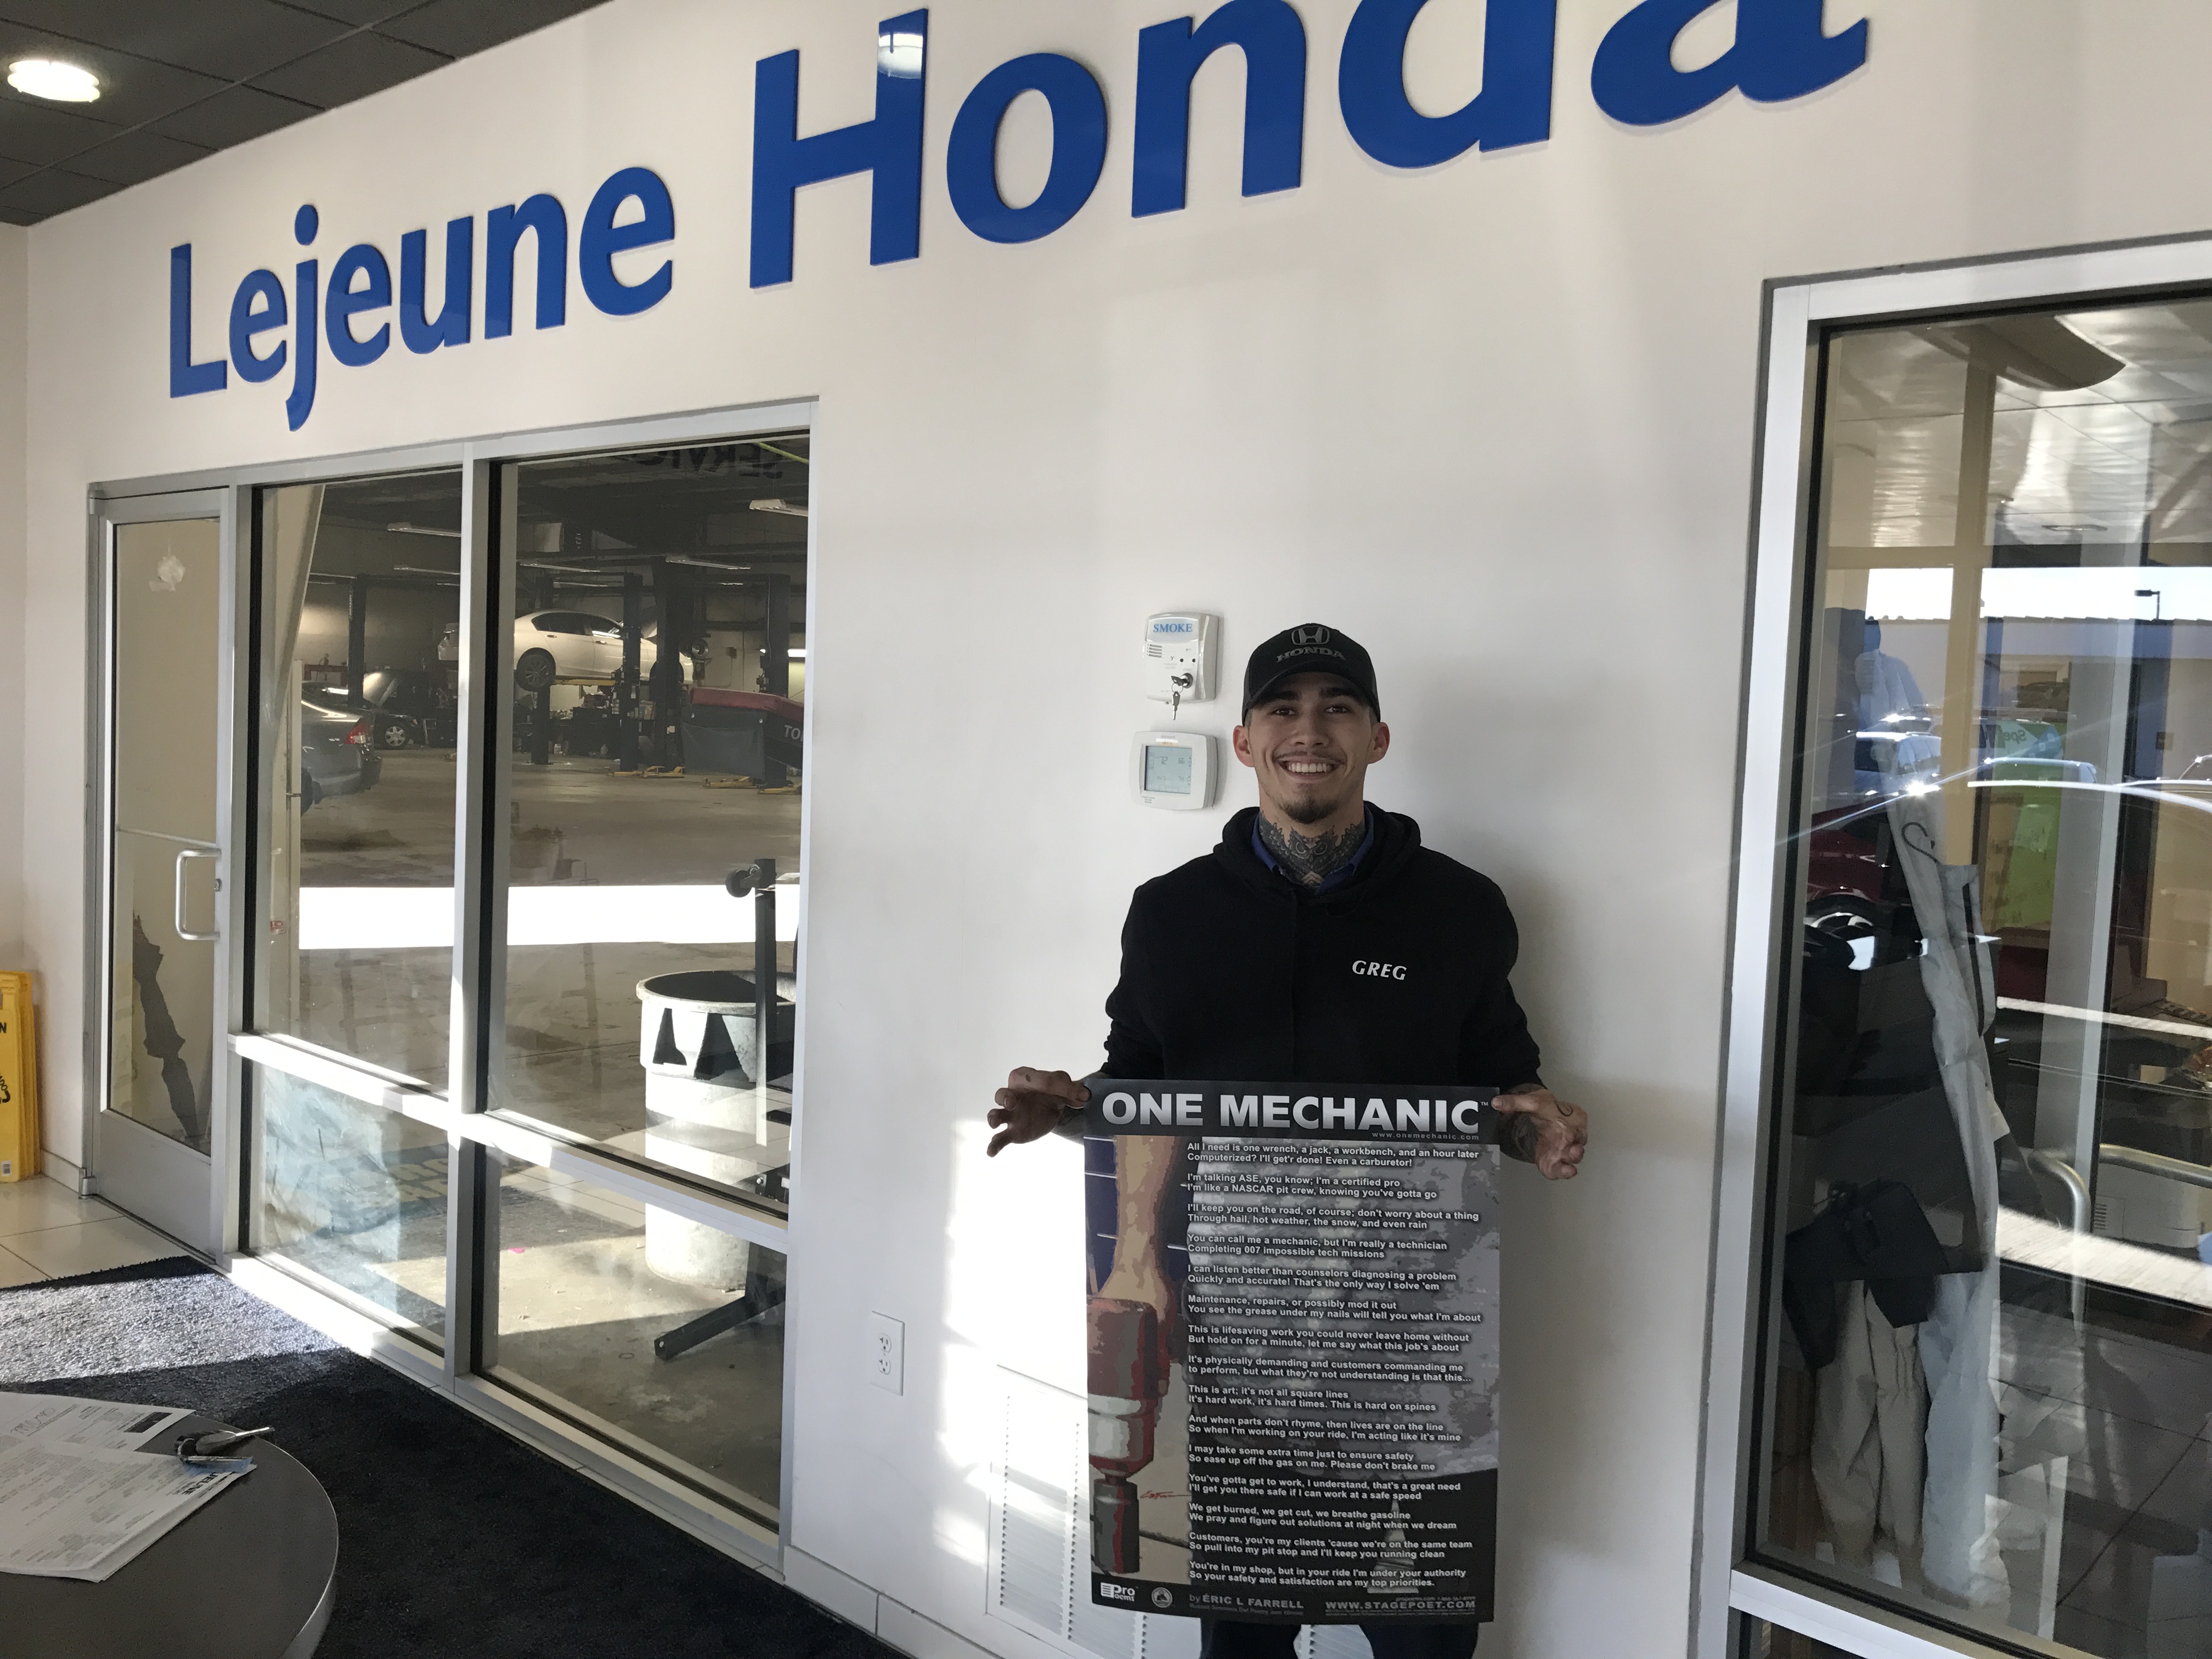 Lejeune Honda
SERVICE
SMOKE
HONDA
GREG
ONE MECHANIC™
www.onemechanic.com
All I need is one wrench, a jack, a workbench, and an hour later
Computerized? I'll get'r done! Even a carburetor!
I'm talking ASE, you know; I'm a certified pro
I'm like a NASCAR pit crew, knowing you've gotta go
I'll keep you on the road, of course; don't worry about a thing
Through hail, hot weather, the snow, and even rain
You can call me a mechanic, but I'm really a technician
Completing 007 impossible tech missions
I can listen better than counselors diagnosing a problem
Quickly and accurate! That's the only way I solve 'em
Maintenance, repairs, or possibly mod it out
You see the grease under my nails will tell you what I'm about
This is lifesaving work you could never leave home without
But hold on for a minute, let me say what this job's about
It's physically demanding and customers commanding me
to perform, but what they're not understanding is that this...
This is art; it's not all square lines
It's hard work, it's hard times. This is hard on spines
And when parts don't rhyme, then lives are on the line
So when I'm working on your ride, I'm acting like it's mine
I may take some extra time just to ensure safety
So ease up off the gas on me. Please don't brake me
You've gotta get to work, I understand, that's a great need
I'll get you there safe if I can work at a safe speed
We get burned, we get cut, we breathe gasoline
We pray and figure out solutions at night when we dream
Customers, you're my clients 'cause we're on the same team
So pull into my pit stop and I'll keep you running clean
You're in my shop, but in your ride I'm under your authority
So your safety and satisfaction are my top priorities.
Pro
oems
by ERIC L FARRELL
WWW.STAGEPOET.COM